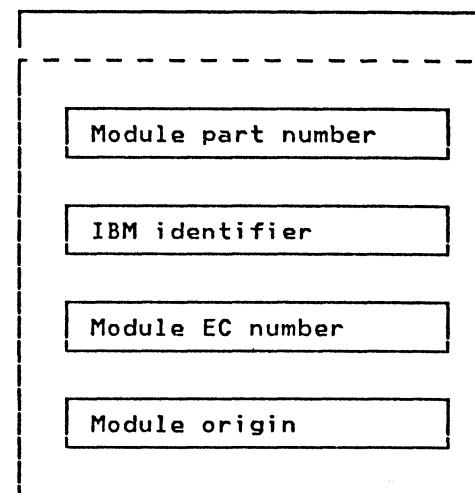 Module part number
IBM identifier
Module EC number
Module origin